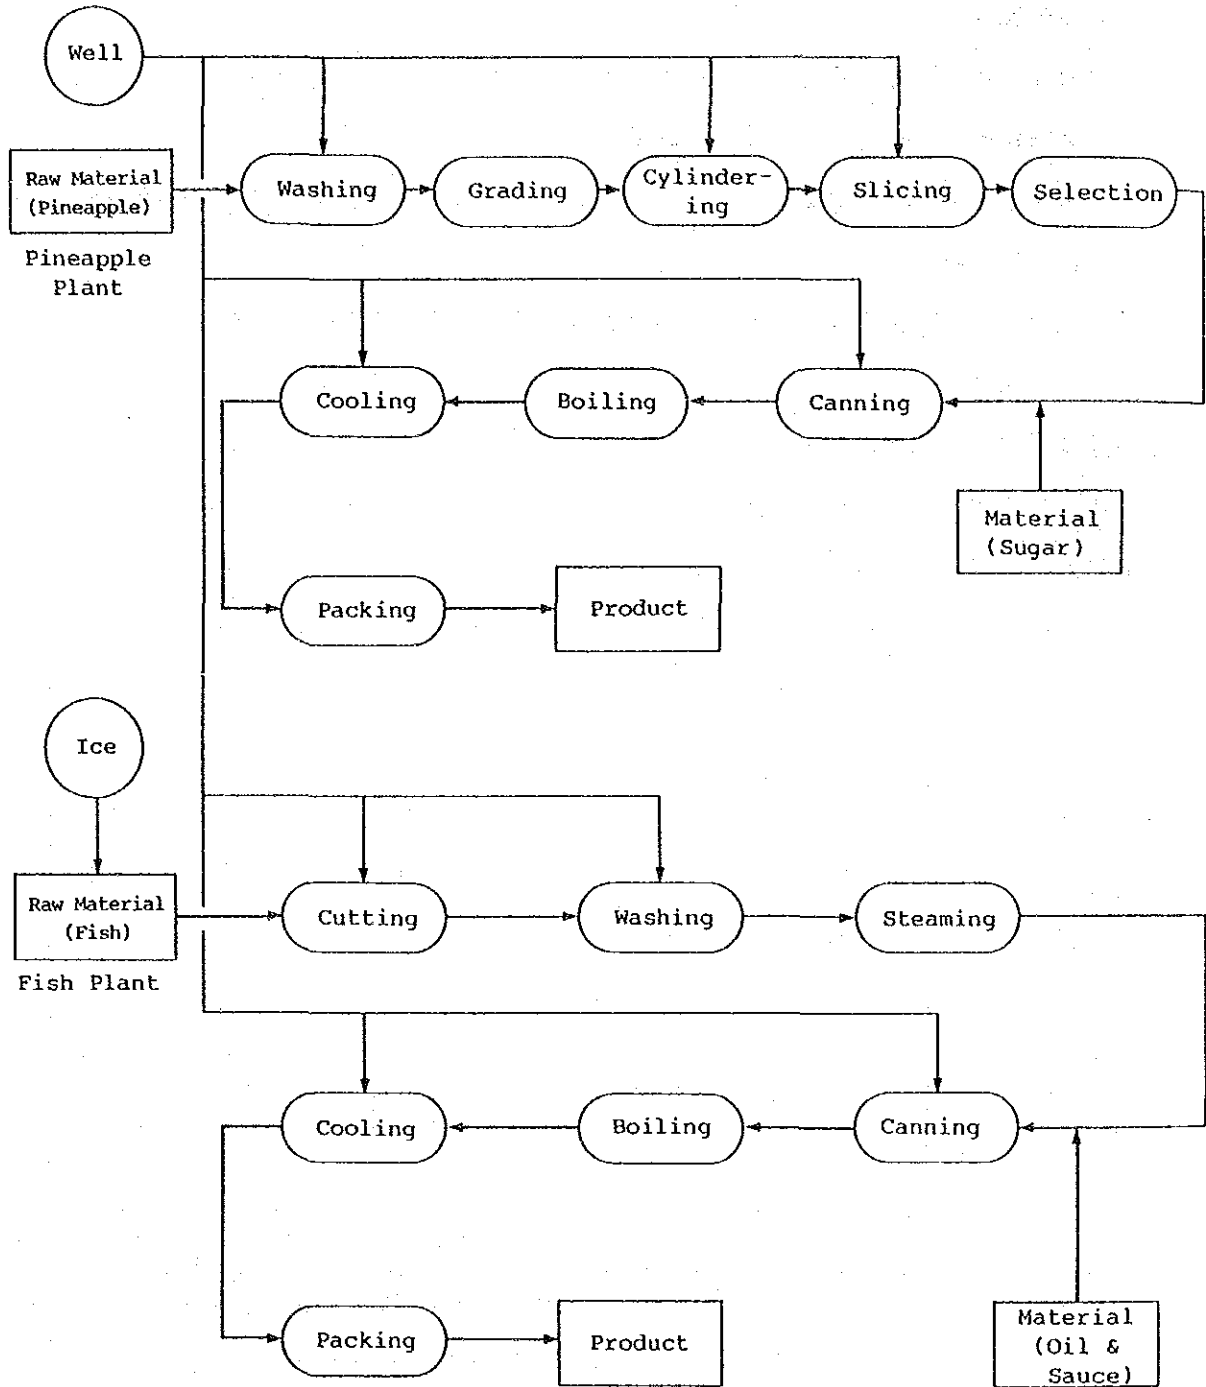 Well
Raw Material
(Pineapple)
Pineapple
Plant
Washing
Grading
Cylinder-
ing
Slicing
Selection
Cooling
Boiling
Canning
Material
(Sugar)
Packing
Product
Ice
Raw Material
(Fish)
Fish Plant
Cutting
Washing
Steaming
Cooling
Boiling
Canning
Packing
Product
Material
(Oil &
Sauce)